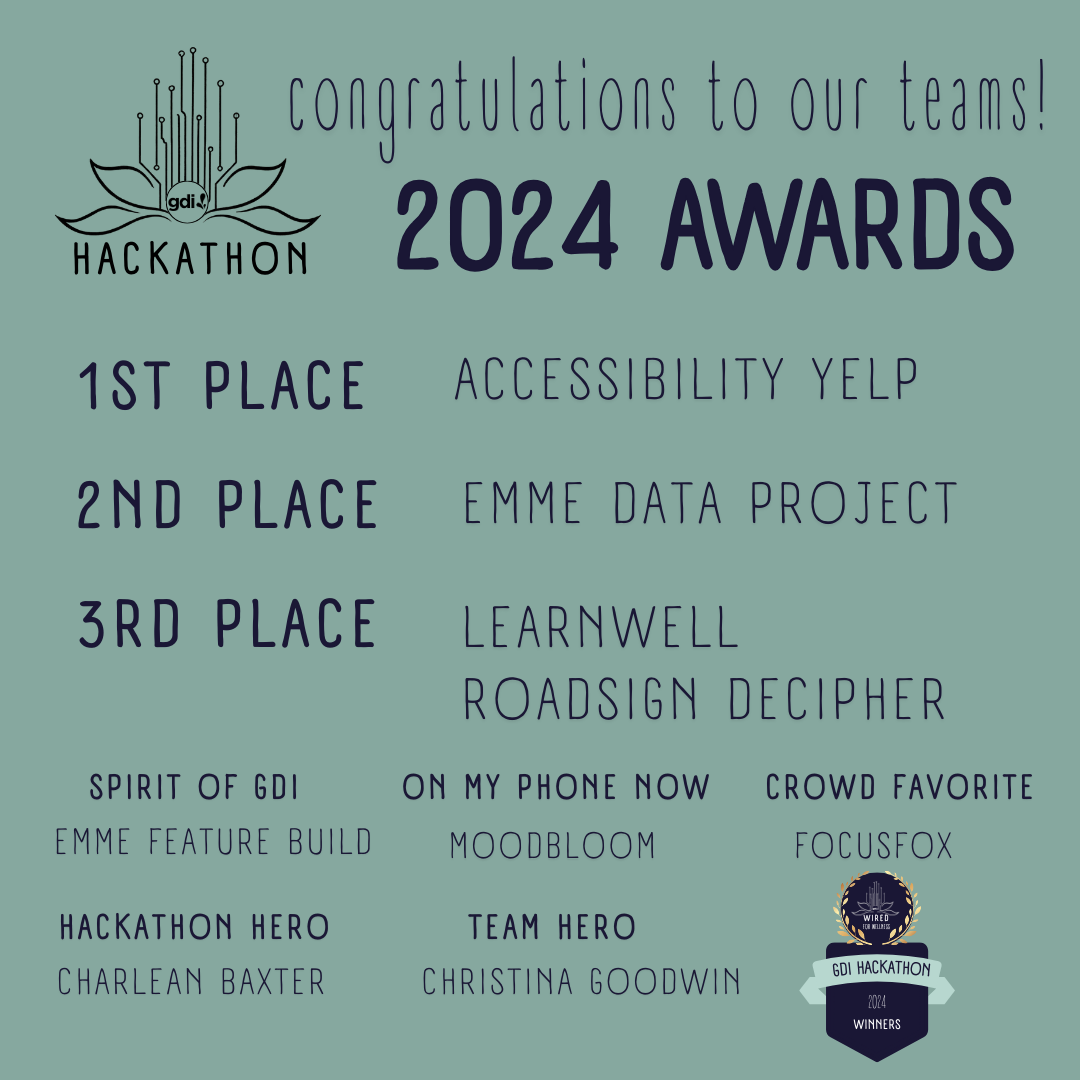 congratulations to our teams!
gdi
HACKATHON
2024 AWARDS
1ST PLACE ACCESSIBILITY YELP
2ND PLACE EMME DATA PROJECT
3RD PLACE LEARNWELL
ROADSIGN DECIPHER
SPIRIT OF GDI ON MY PHONE NOW CROWD FAVORITE
EMME FEATURE BUILD MOODBLOOM FOCUSFOX
HACKATHON HERO TEAM HERO
CHARLEAN BAXTER CHRISTINA GOODWIN
WIRED
FOR WELLNESS
GDI HACKATHON
2024
WINNERS